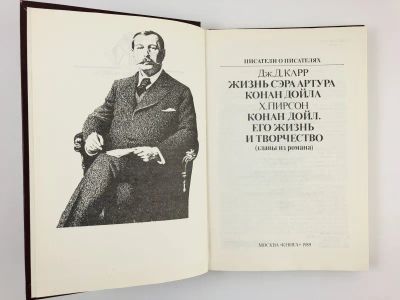 ПИСАТЕЛИ О ПИСАТЕЛЯХ
ДЖ.Д.КАРР
ЖИЗНЬ СЭРА АРТУРА
КОНАН ДОЙЛА
Х.ПИРСОН
КОНАН ДОЙЛ.
ЕГО ЖИЗНЬ
И ТВОРЧЕСТВО
(главы из романа)
МОСКВА «КНИГА» 1989